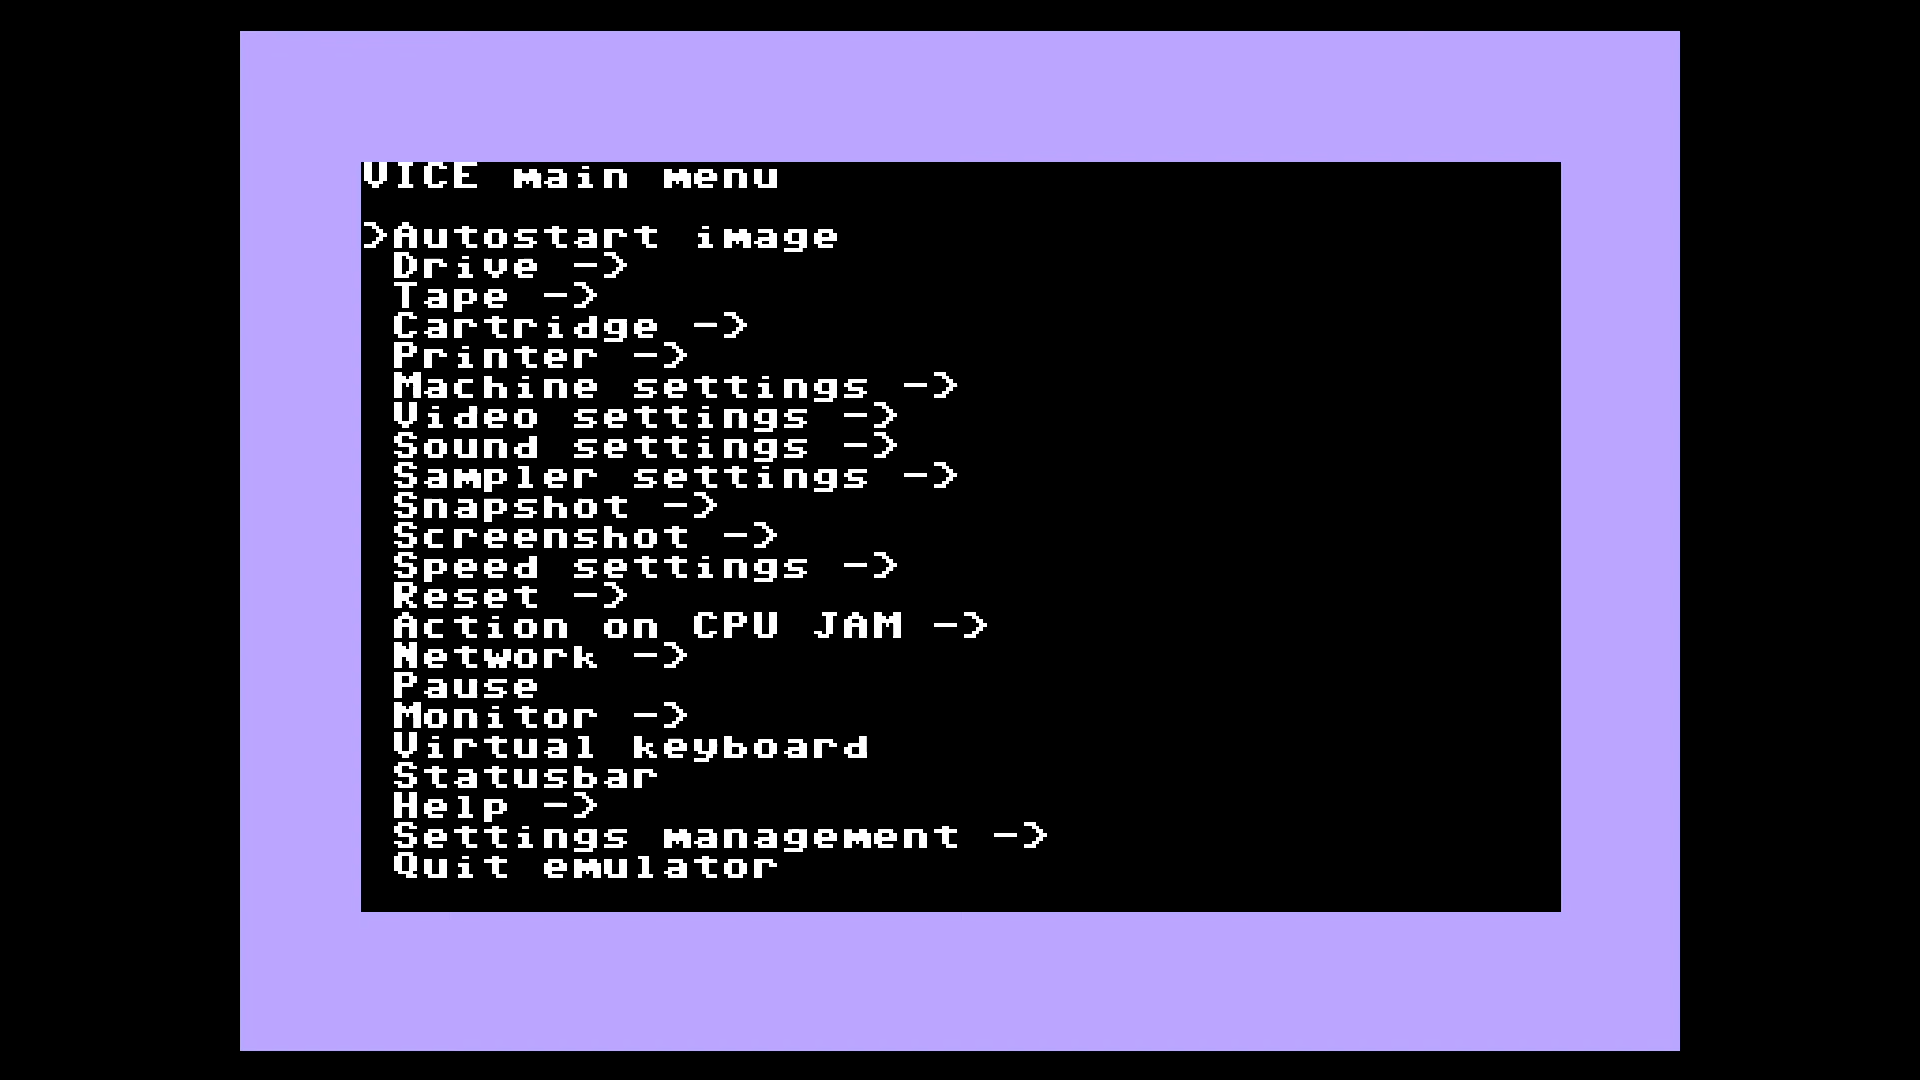 VICE main menu
>Autostart image
Drive ->
Tape ->
Cartridge ->
Printer ->
Machine settings ->
Video settings ->
Sound settings ->
Sampler settings ->
Snapshot ->
Screenshot ->
Speed settings ->
Reset ->
Action on CPU JAM ->
Network ->
Pause
Monitor ->
Virtual keyboard
Statusbar
Help ->
Settings management ->
Quit emulator